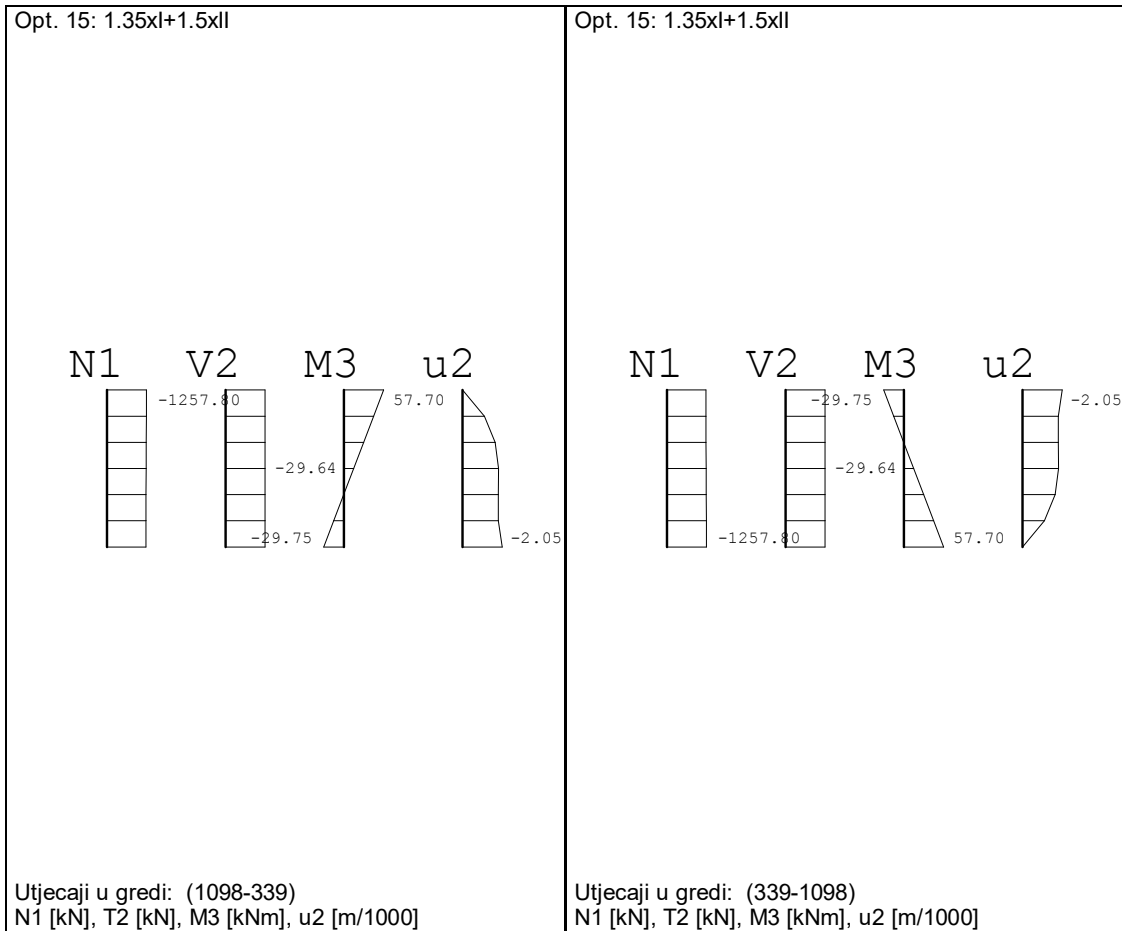 Opt. 15: 1.35xI+1.5xII
N1 V2 M3 u2
-1257.80 57.70
-29.64
-29.75 -2.05
Utjecaji u gredi: (1098-339)
N1 [kN], T2 [kN], M3 [kNm], u2 [m/1000]
Opt. 15: 1.35xI+1.5xII
N1 V2 M3 u2
-29.75 -2.05
-29.64
-1257.80 57.70
Utjecaji u gredi: (339-1098)
N1 [kN], T2 [kN], M3 [kNm], u2 [m/1000]